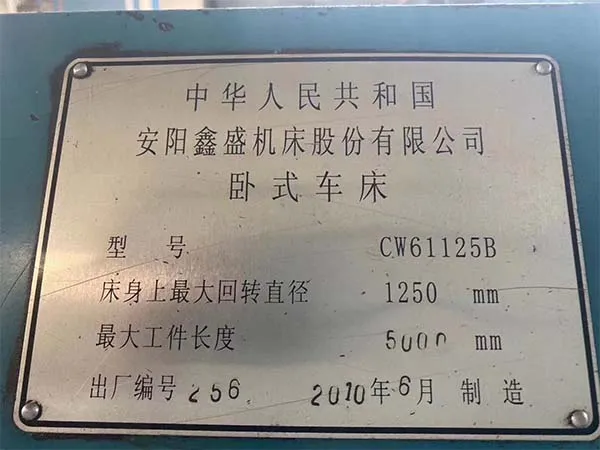 中华人民共和国
安阳鑫盛机床股份有限公司
卧式车床
型 号 CW61125B
床身上最大回转直径 1250 mm
最大工件长度 5000 mm
出厂编号 256 2010年6月 制造